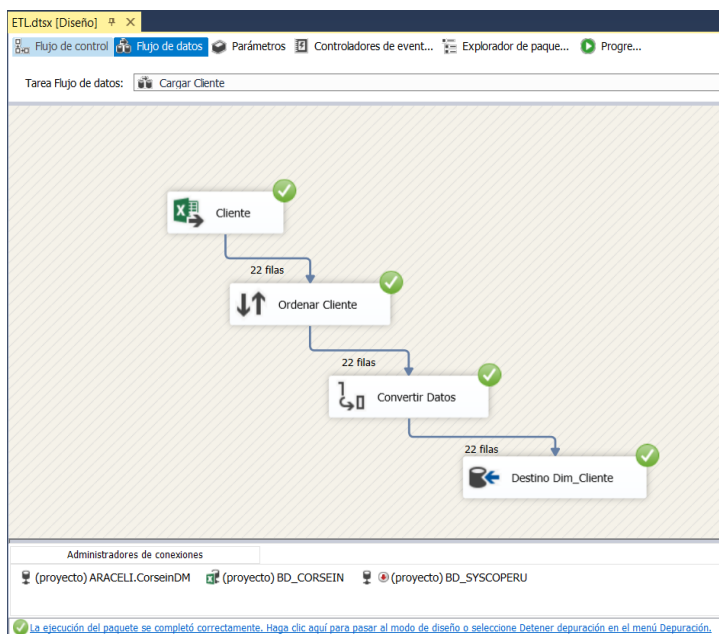 ETL.dtsx [Diseño]
Flujo de control Flujo de datos Parámetros Controladores de event... Explorador de paque... Progre...
Tarea Flujo de datos: Cargar Cliente
Cliente
22 filas
Ordenar Cliente
22 filas
Convertir Datos
22 filas
Destino Dim_Cliente
Administradores de conexiones
(proyecto) ARACELI.CorseinDM (proyecto) BD_CORSEIN (proyecto) BD_SYSCOPERU
La ejecución del paquete se completó correctamente. Haga clic aquí para pasar al modo de diseño o seleccione Detener depuración en el menú Depuración.